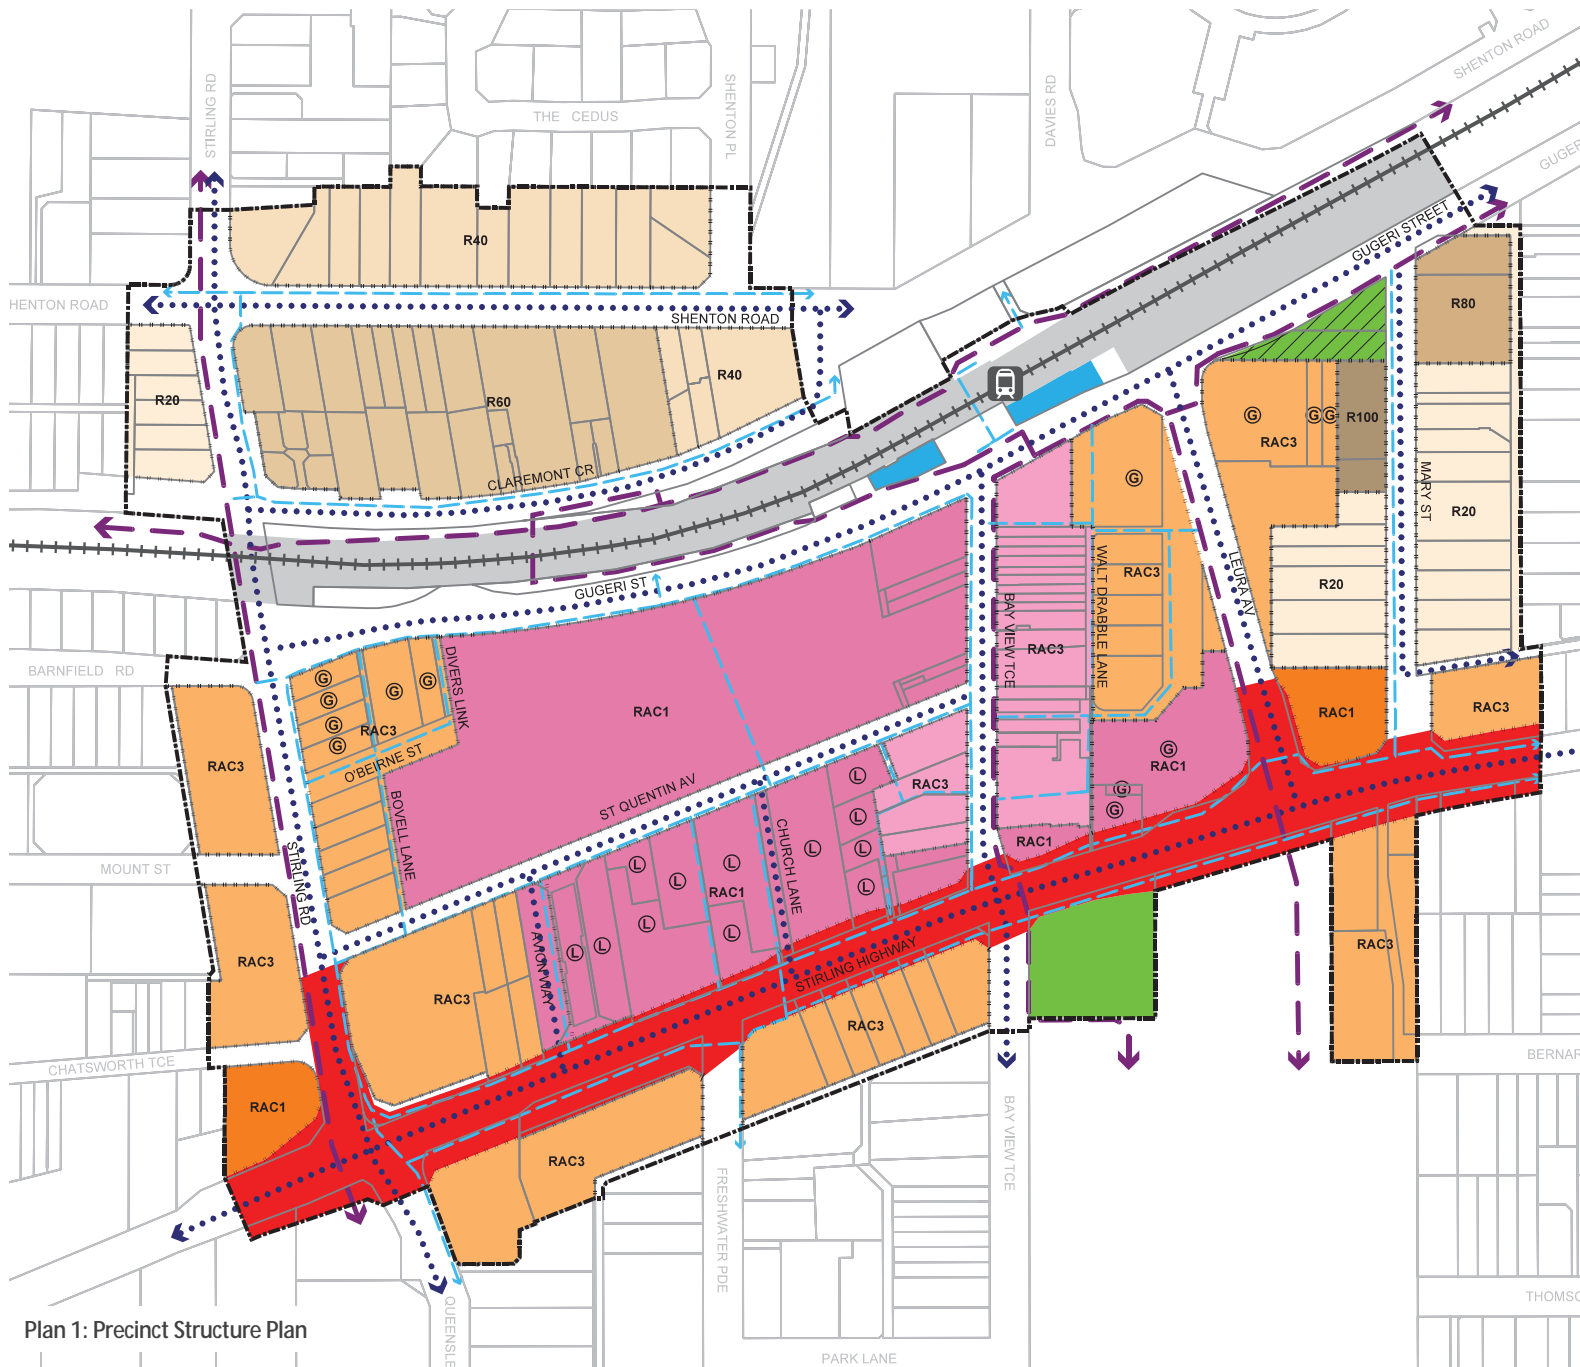 STIRLING RD
SHENTON PL
THE CEDUS
DAVIES RD
SHENTON ROAD
GUGERI
R40
GUGERI STREET
HENTON ROAD
SHENTON ROAD
R80
R20
R60
R40
G
G
G
RAC3
R100
CLAREMONT CR
G
MARY ST
R20
GUGERI ST
WALT DRABBLE LANE
RAC3
LEURA AV
R20
BAY VIEW TCE
RAC3
BARNFIELD RD
DIVERS LINK
G
G
G
G
G
G
RAC3
RAC1
RAC1
RAC3
O'BEIRNE ST
RAC3
G
RAC1
G
G
BOVELL LANE
ST QUENTIN AV
L
RAC3
L
CHURCH LANE
RAC1
MOUNT ST
STIRLING RD
L
L
L
L
L
RAC1
L
L
L
L
L
L
AVION WAY
RAC3
RAC3
STIRLING HIGHWAY
RAC3
RAC3
RAC3
CHATSWORTH TCE
BERNAR
RAC1
BAY VIEW TCE
RAC3
FRESHWATER PDE
QUEENSLE
THOMSO
Plan 1: Precinct Structure Plan
PARK LANE